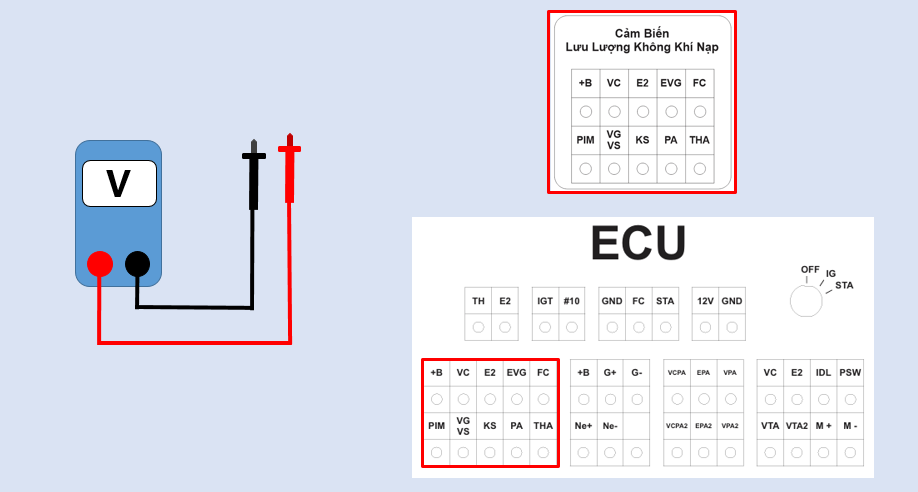 Cảm Biến
Lưu Lượng Không Khí Nạp
+B VC E2 EVG FC
PIM VG VS KS PA THA
V
ECU
OFF
IG
STA
TH E2 IGT #10 GND FC STA 12V GND
+B VC E2 EVG FC +B G+ G- VCPA EPA VPA VC E2 IDL PSW
PIM VG VS KS PA THA Ne+ Ne- VCPA2 EPA2 VPA2 VTA VTA2 M + M -